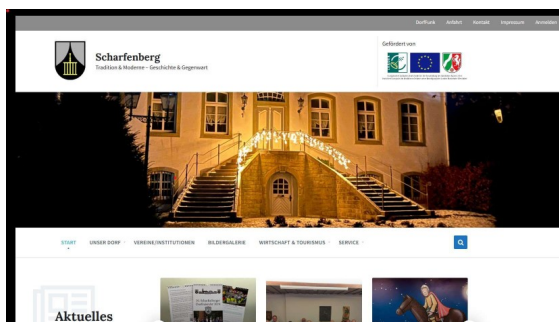 Dorffunk Anfahrt Kontakt Impressum Anmelden
Scharfenberg
Tradition & Moderne – Geschichte & Gegenwart
Gefördert von
START UNSER DORF VEREINE/INSTITUTIONEN BILDERGALERIE WIRTSCHAFT & TOURISMUS SERVICE
Aktuelles